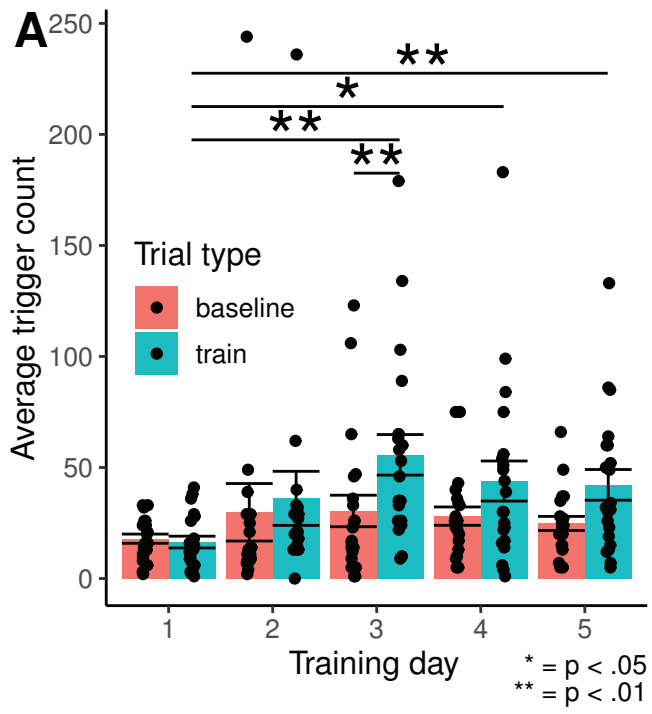 A
250
200
150
100
50
0
Average trigger count
**
*
**
**
Trial type
baseline
train
1 2 3 4 5
Training day
* = p < .05
** = p < .01